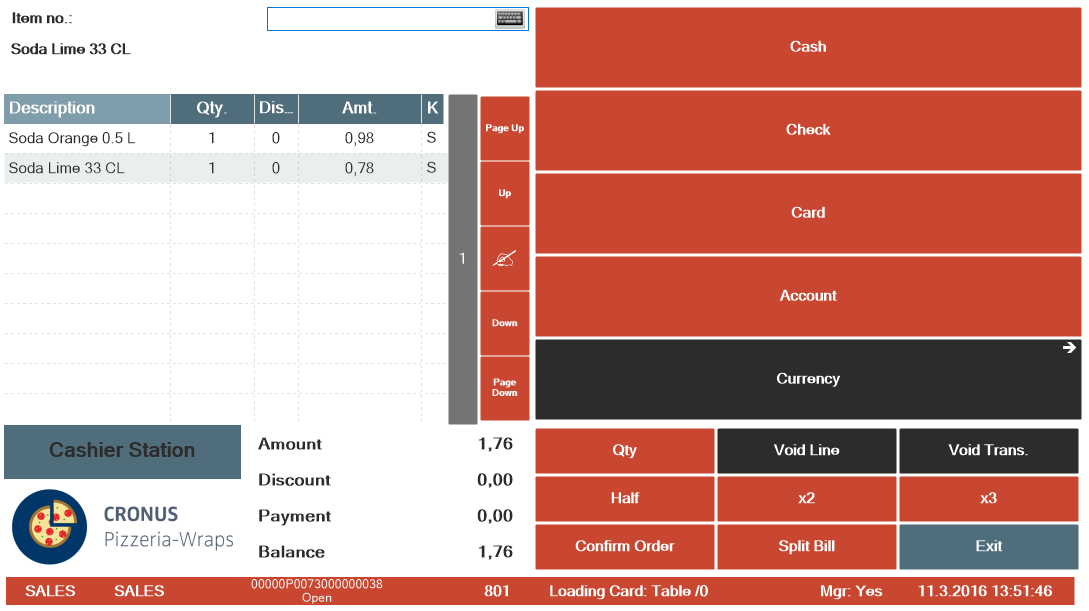 Item no.:
Soda Lime 33 CL
Description Qty. Dis... Amt. K
Soda Orange 0.5 L 1 0 0,98 S
Soda Lime 33 CL 1 0 0,78 S
1
Page Up
Up
Down
Page
Down
Cash
Check
Card
Account
Currency
Cashier Station
CRONUS
Pizzeria-Wraps
Amount 1,76
Discount 0,00
Payment 0,00
Balance 1,76
Qty Void Line Void Trans.
Half x2 x3
Confirm Order Split Bill Exit
SALES SALES 00000P0073000000038 801 Loading Card: Table /0 Mgr: Yes 11.3.2016 13:51:46
Open